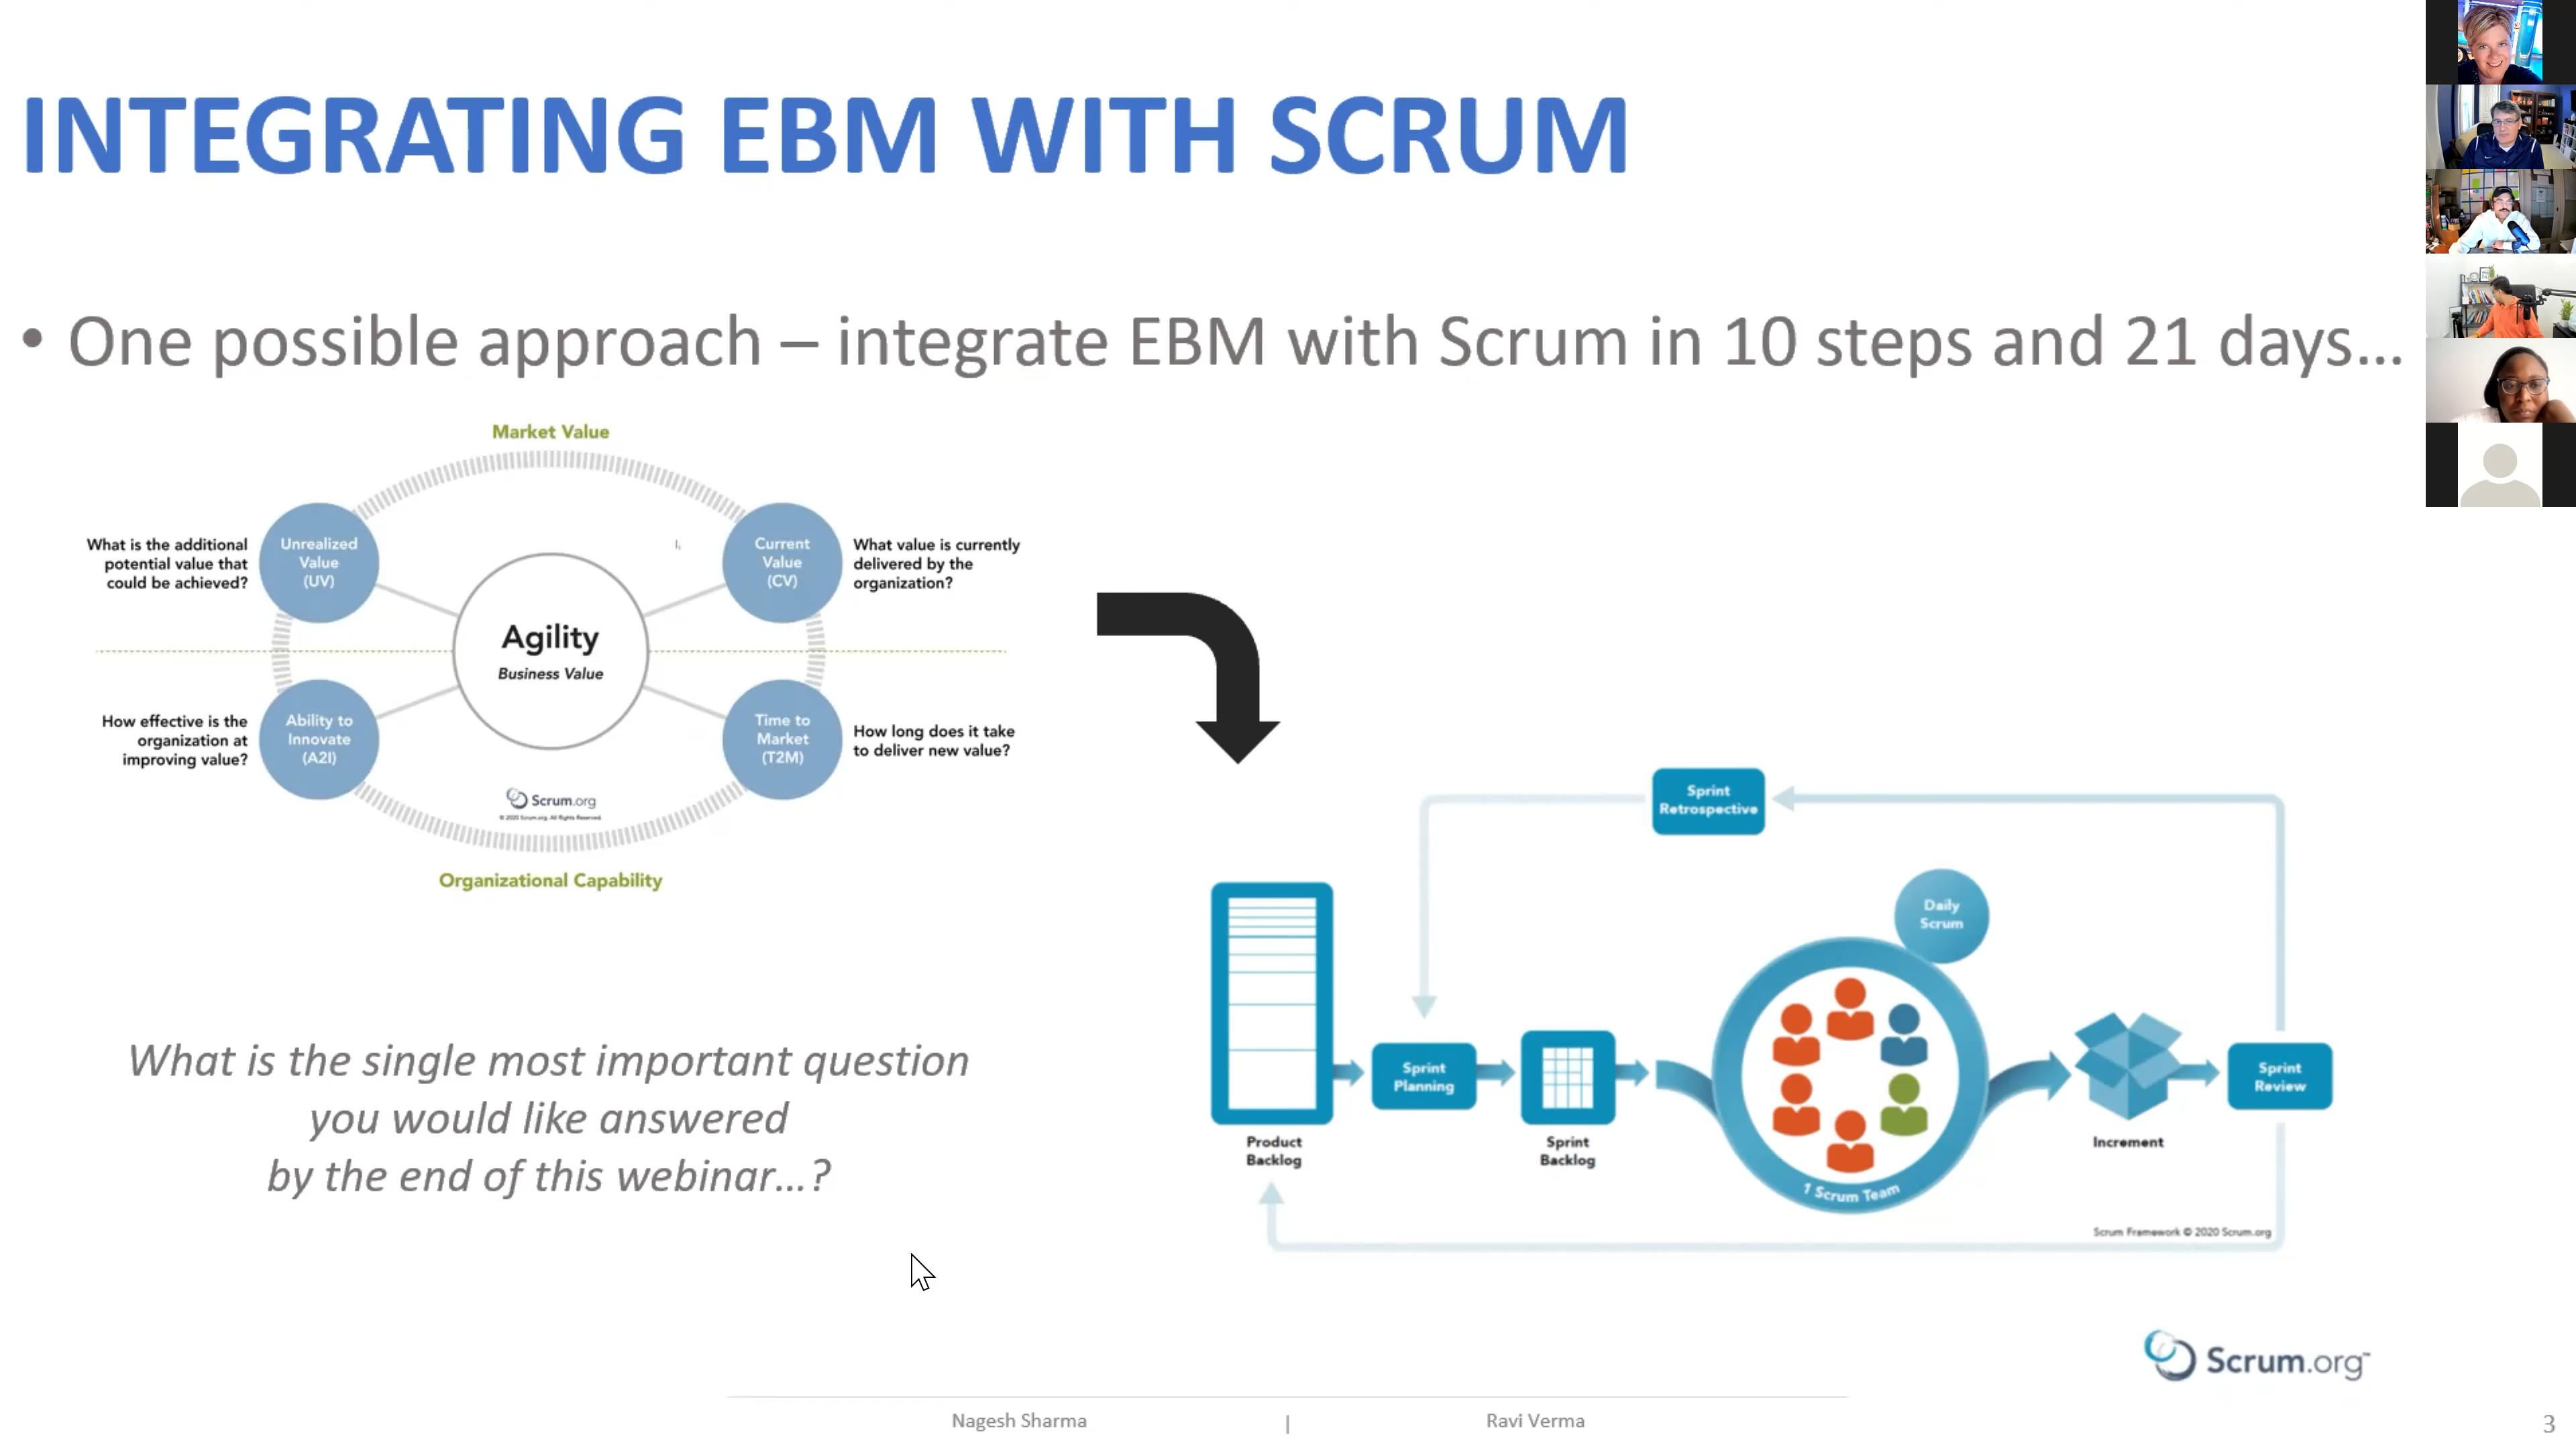 INTEGRATING EBM WITH SCRUM
• One possible approach – integrate EBM with Scrum in 10 steps and 21 days...
Market Value
What is the additional
potential value that
could be achieved?
Unrealized
Value
(UV)
Current
Value
(CV)
What value is currently
delivered by the
organization?
Agility
Business Value
How effective is the
organization at
improving value?
Ability to
Innovate
(A2I)
Time to
Market
(T2M)
How long does it take
to deliver new value?
Scrum.org
© 2020 Scrum.org. All Rights Reserved.
Organizational Capability
What is the single most important question
you would like answered
by the end of this webinar...?
Sprint
Retrospective
Daily
Scrum
Sprint
Planning
Sprint
Review
Product
Backlog
Sprint
Backlog
1 Scrum Team
Increment
Scrum Framework © 2020 Scrum.org
Scrum.org™
Nagesh Sharma | Ravi Verma
3